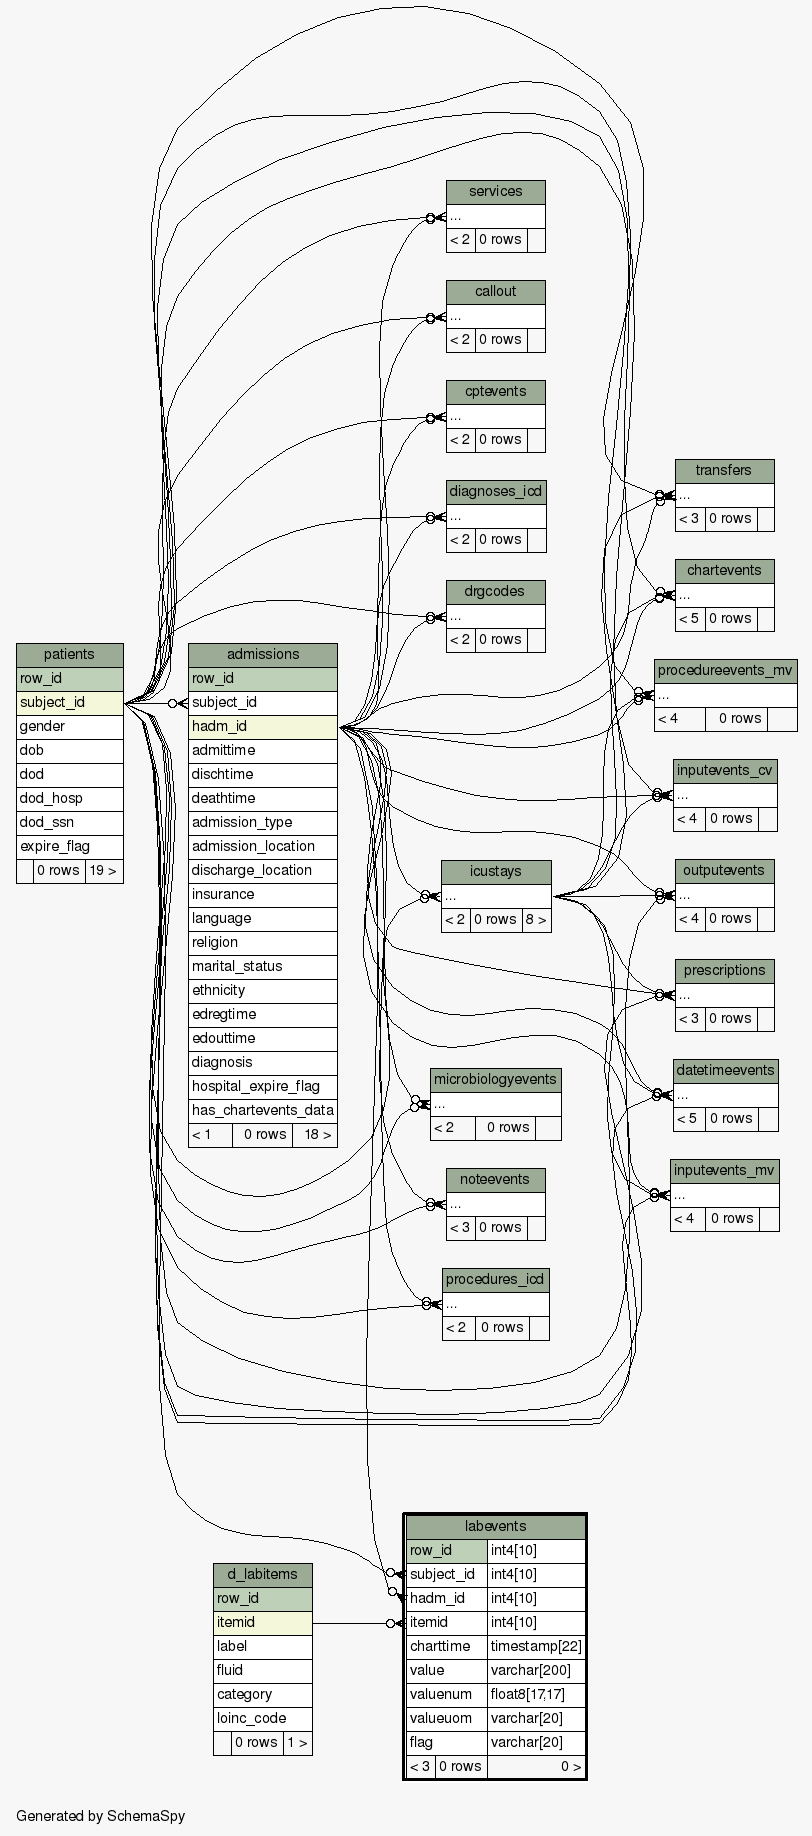 services
...
< 2 0 rows
callout
...
< 2 0 rows
cptevents
...
< 2 0 rows
diagnoses_icd
...
< 2 0 rows
drgcodes
...
< 2 0 rows
transfers
...
< 3 0 rows
chartevents
...
< 5 0 rows
procedureevents_mv
...
< 4 0 rows
inputevents_cv
...
< 4 0 rows
outputevents
...
< 4 0 rows
prescriptions
...
< 3 0 rows
datetimeevents
...
< 5 0 rows
inputevents_mv
...
< 4 0 rows
patients
row_id
subject_id
gender
dob
dod
dod_hosp
dod_ssn
expire_flag
0 rows 19 >
admissions
row_id
subject_id
hadm_id
admittime
dischtime
deathtime
admission_type
admission_location
discharge_location
insurance
language
religion
marital_status
ethnicity
edregtime
edouttime
diagnosis
hospital_expire_flag
has_chartevents_data
< 1 0 rows 18 >
icustays
...
< 2 0 rows 8 >
microbiologyevents
...
< 2 0 rows
noteevents
...
< 3 0 rows
procedures_icd
...
< 2 0 rows
d_labitems
row_id
itemid
label
fluid
category
loinc_code
0 rows 1 >
labevents
row_id int4[10]
subject_id int4[10]
hadm_id int4[10]
itemid int4[10]
charttime timestamp[22]
value varchar[200]
valuenum float8[17,17]
valueuom varchar[20]
flag varchar[20]
< 3 0 rows 0 >
Generated by SchemaSpy